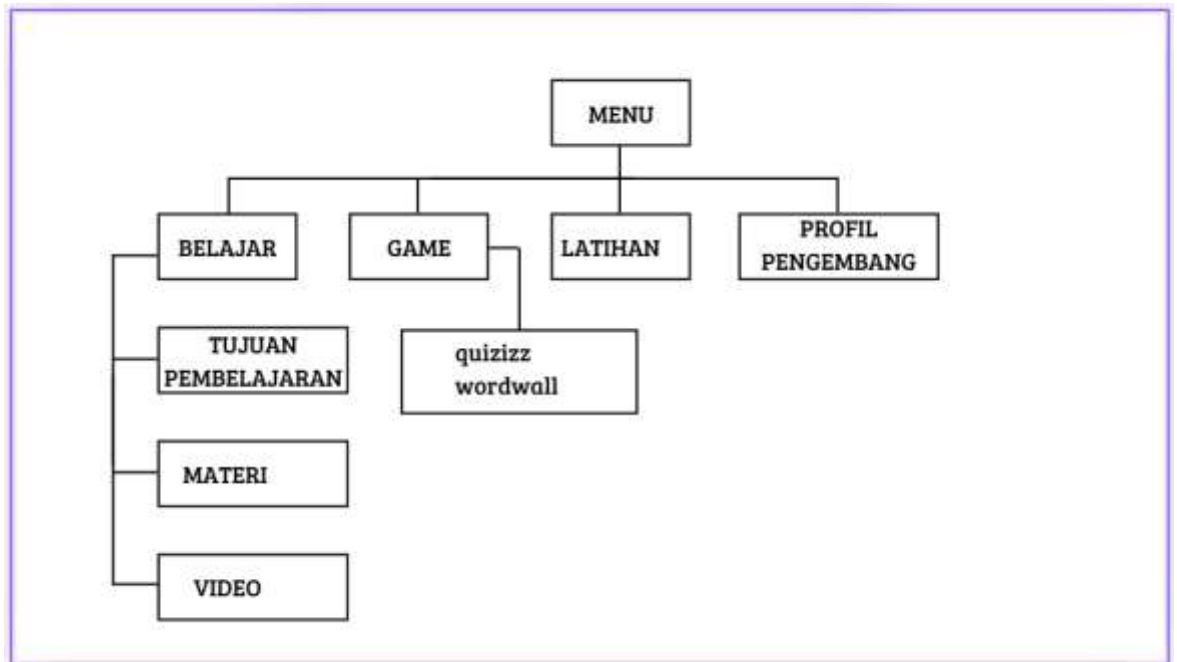 MENU
BELAJAR
GAME
LATIHAN
PROFIL
PENGEMBANG
TUJUAN
PEMBELAJARAN
quizizz
wordwall
MATERI
VIDEO